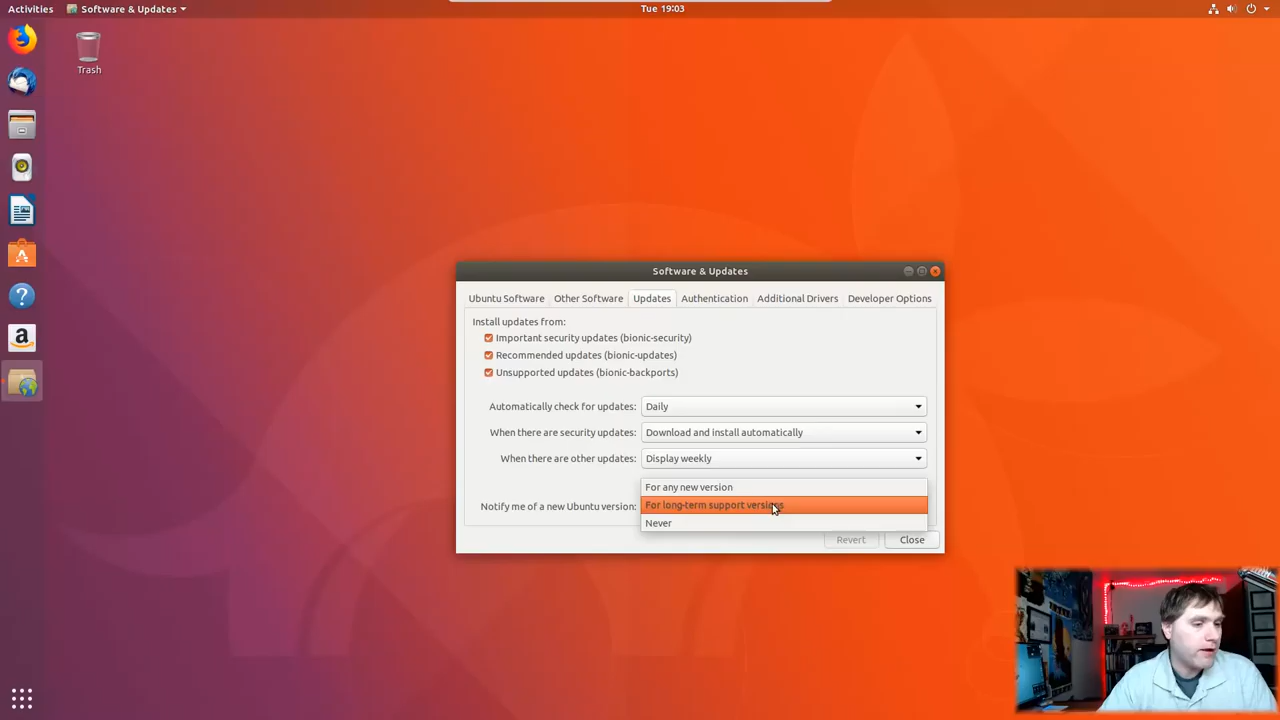 Activities
Software & Updates
Tue 19:03
Trash
Software & Updates
Ubuntu Software
Other Software
Updates
Authentication
Additional Drivers
Developer Options
Install updates from:
Important security updates (bionic-security)
Recommended updates (bionic-updates)
Unsupported updates (bionic-backports)
Automatically check for updates: Daily
When there are security updates: Download and install automatically
When there are other updates: Display weekly
For any new version
Notify me of a new Ubuntu version: For long-term support versions
Never
Revert
Close